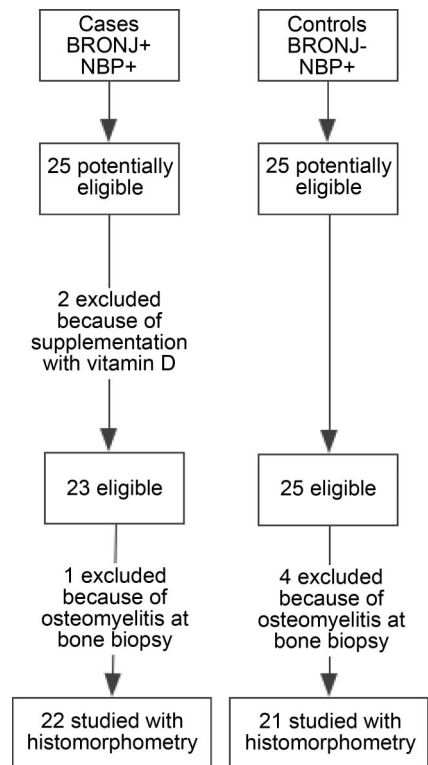 Cases
BRONJ+
NBP+
25 potentially
eligible
2 excluded
because of
supplementation
with vitamin D
23 eligible
1 excluded
because of
osteomyelitis at
bone biopsy
22 studied with
histomorphometry
Controls
BRONJ-
NBP+
25 potentially
eligible
25 eligible
4 excluded
because of
osteomyelitis at
bone biopsy
21 studied with
histomorphometry